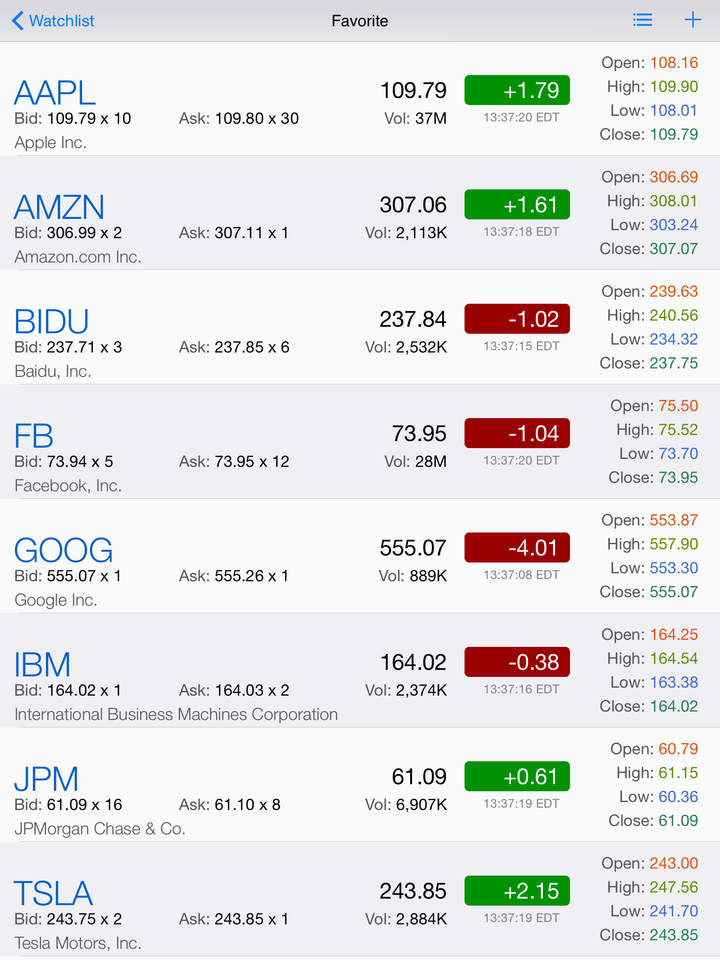 Watchlist Favorite
AAPL 109.79 +1.79 Open: 108.16
High: 109.90
Bid: 109.79 x 10 Ask: 109.80 x 30 Vol: 37M 13:37:20 EDT Low: 108.01
Apple Inc. Close: 109.79
AMZN 307.06 +1.61 Open: 306.69
High: 308.01
Bid: 306.99 x 2 Ask: 307.11 x 1 Vol: 2,113K 13:37:18 EDT Low: 303.24
Amazon.com Inc. Close: 307.07
BIDU 237.84 -1.02 Open: 239.63
High: 240.56
Bid: 237.71 x 3 Ask: 237.85 x 6 Vol: 2,532K 13:37:15 EDT Low: 234.32
Baidu, Inc. Close: 237.75
FB 73.95 -1.04 Open: 75.50
High: 75.52
Bid: 73.94 x 5 Ask: 73.95 x 12 Vol: 28M 13:37:20 EDT Low: 73.70
Facebook, Inc. Close: 73.95
GOOG 555.07 -4.01 Open: 553.87
High: 557.90
Bid: 555.07 x 1 Ask: 555.26 x 1 Vol: 889K 13:37:08 EDT Low: 553.30
Google Inc. Close: 555.07
IBM 164.02 -0.38 Open: 164.25
High: 164.54
Bid: 164.02 x 1 Ask: 164.03 x 2 Vol: 2,374K 13:37:16 EDT Low: 163.38
International Business Machines Corporation Close: 164.02
JPM 61.09 +0.61 Open: 60.79
High: 61.15
Bid: 61.09 x 16 Ask: 61.10 x 8 Vol: 6,907K 13:37:19 EDT Low: 60.36
JPMorgan Chase & Co. Close: 61.09
TSLA 243.85 +2.15 Open: 243.00
High: 247.56
Bid: 243.75 x 2 Ask: 243.85 x 1 Vol: 2,884K 13:37:19 EDT Low: 241.70
Tesla Motors, Inc. Close: 243.85